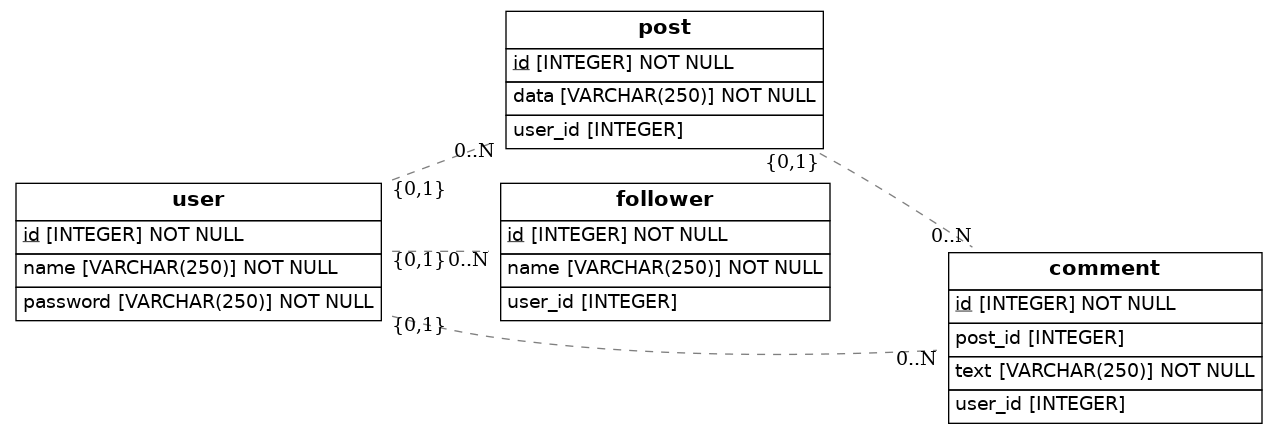 post
id [INTEGER] NOT NULL
data [VARCHAR(250)] NOT NULL
user_id [INTEGER]
0..N
{0,1}
{0,1}
user
id [INTEGER] NOT NULL
name [VARCHAR(250)] NOT NULL
password [VARCHAR(250)] NOT NULL
follower
id [INTEGER] NOT NULL
name [VARCHAR(250)] NOT NULL
user_id [INTEGER]
{0,1}
0..N
0..N
{0,1}
0..N
comment
id [INTEGER] NOT NULL
post_id [INTEGER]
text [VARCHAR(250)] NOT NULL
user_id [INTEGER]